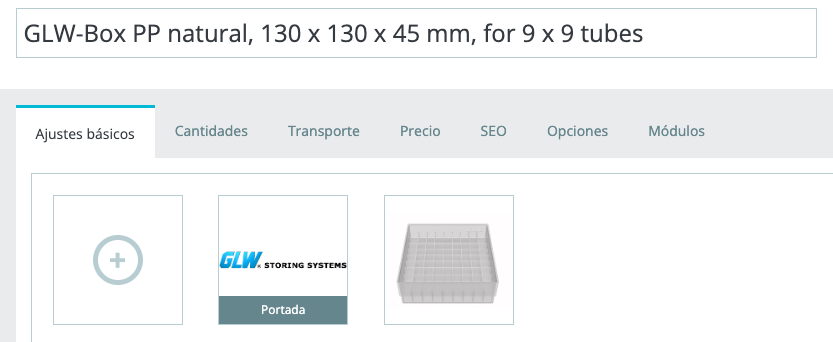 GLW-Box PP natural, 130 x 130 x 45 mm, for 9 x 9 tubes
Ajustes básicos Cantidades Transporte Precio SEO Opciones Módulos
GLW STORING SYSTEMS
Portada